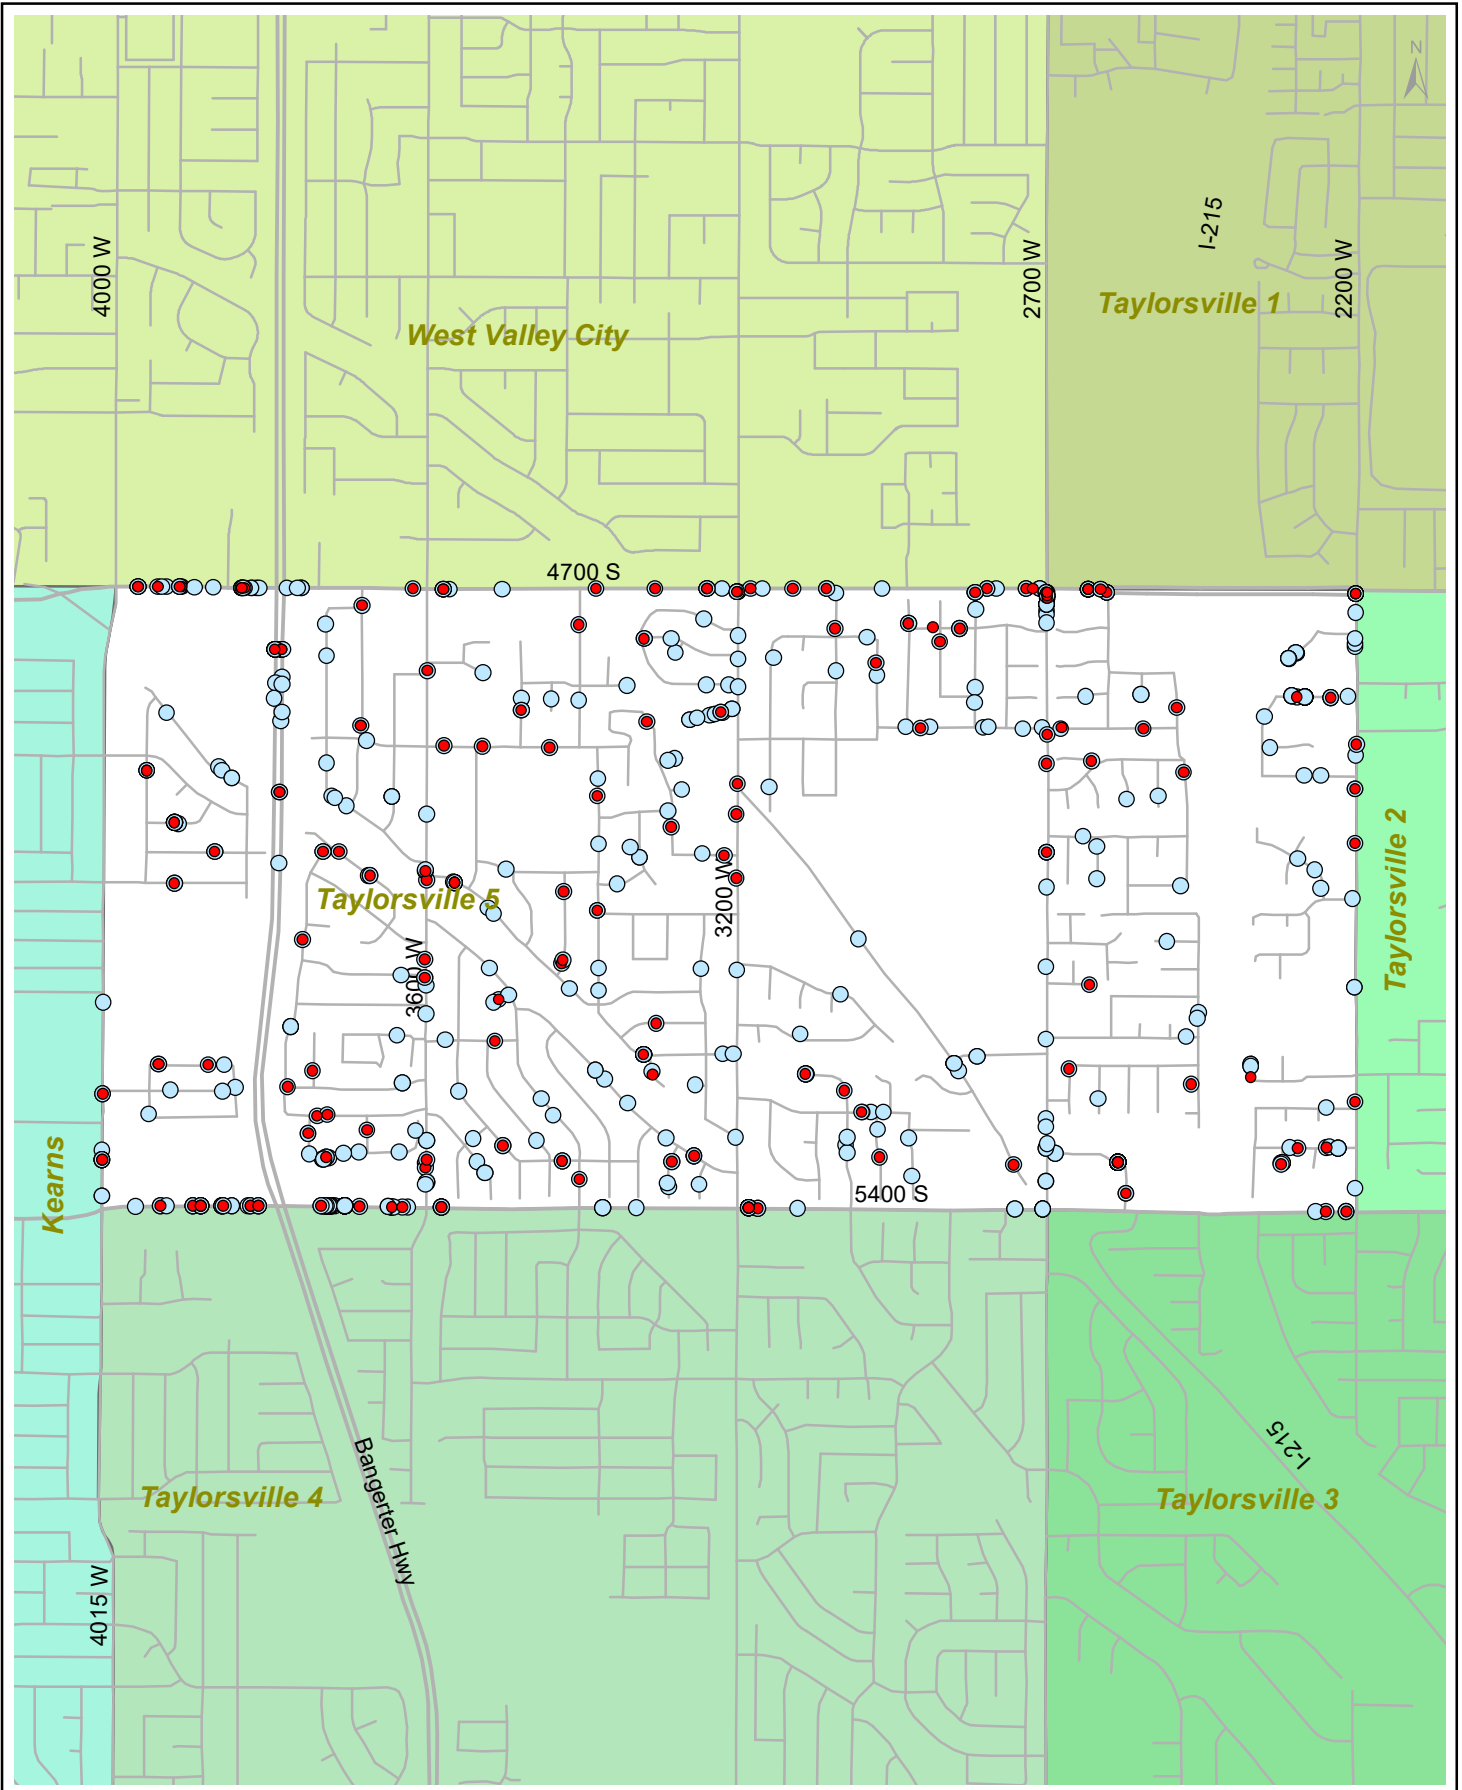 N
I-215
4000 W
2700 W
2200 W
Taylorsville 1
West Valley City
4700 S
Taylorsville 2
3200 W
Taylorsville 5
3600 W
Kearns
5400 S
I-215
Bangerter Hwy
Taylorsville 4
Taylorsville 3
4015 W